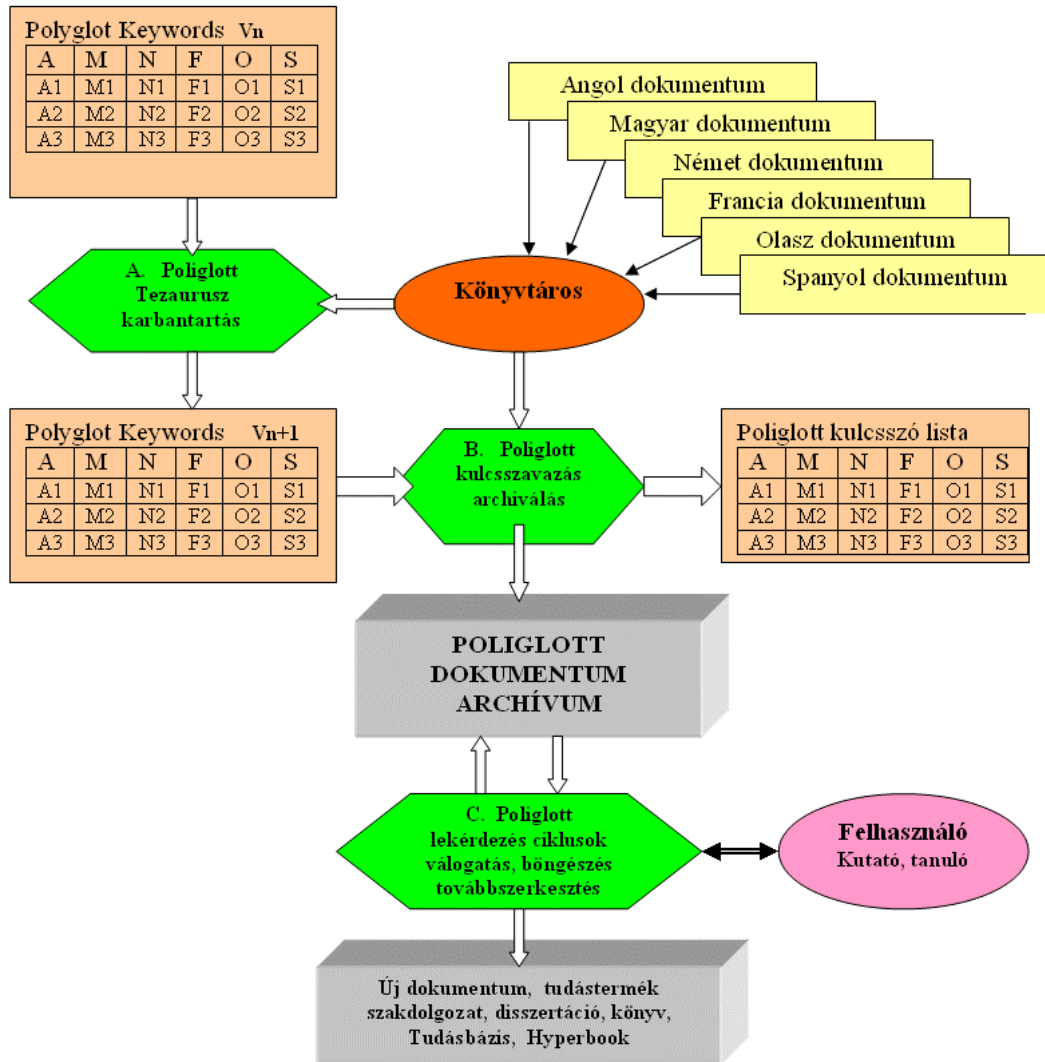 Polyglot Keywords Vn
A M N F O S
A1 M1 N1 F1 O1 S1
A2 M2 N2 F2 O2 S2
A3 M3 N3 F3 O3 S3
Angol dokumentum
Magyar dokumentum
Német dokumentum
Francia dokumentum
Olasz dokumentum
Spanyol dokumentum
A. Poliglott
Tezaurusz
karbantartás
Könyvtáros
Polyglot Keywords Vn+1
A M N F O S
A1 M1 N1 F1 O1 S1
A2 M2 N2 F2 O2 S2
A3 M3 N3 F3 O3 S3
B. Poliglott
kulcsszavazás
archiválás
Poliglott kulcsszó lista
A M N F O S
A1 M1 N1 F1 O1 S1
A2 M2 N2 F2 O2 S2
A3 M3 N3 F3 O3 S3
POLIGLOTT
DOKUMENTUM
ARCHÍVUM
C. Poliglott
lekérdezés ciklusok
válogatás, böngészés
továbbszerkesztés
Felhasználó
Kutató, tanuló
Új dokumentum, tudástermék
szakdolgozat, disszertáció, könyv,
Tudásbázis, Hyperbook